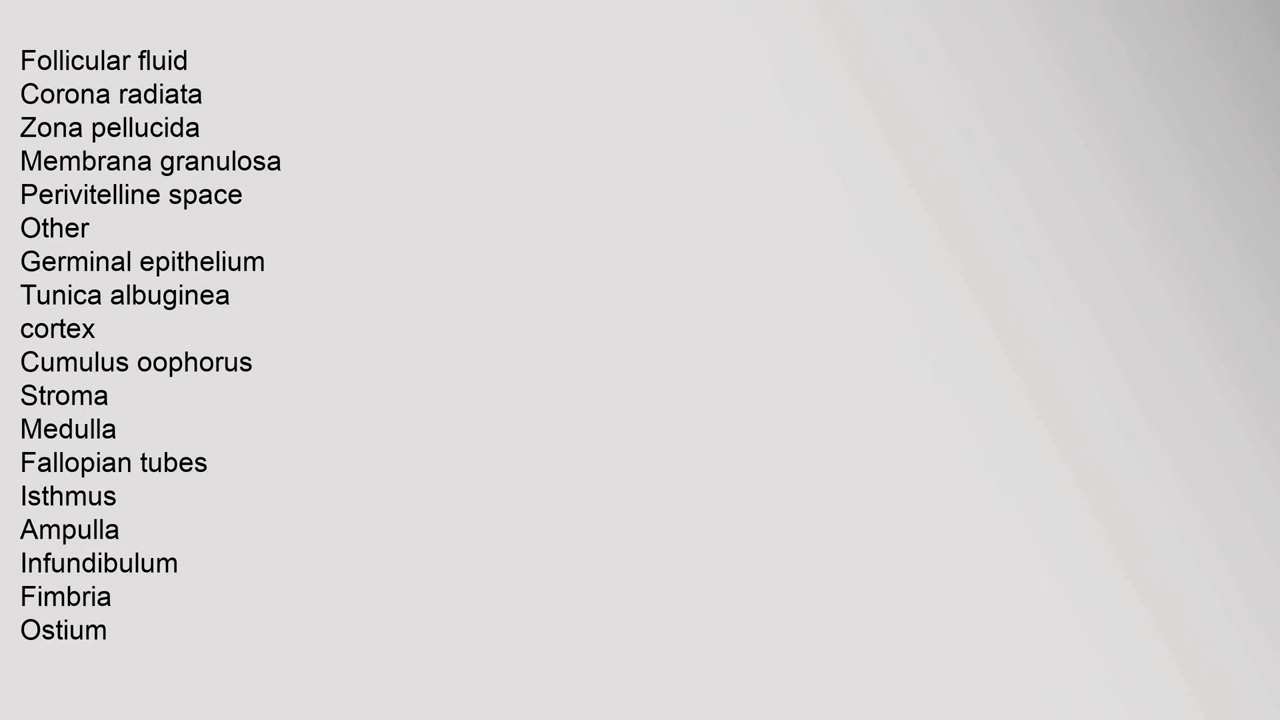 Follicular fluid
Corona radiata
Zona pellucida
Membrana granulosa
Perivitelline space
Other
Germinal epithelium
Tunica albuginea
cortex
Cumulus oophorus
Stroma
Medulla
Fallopian tubes
Isthmus
Ampulla
Infundibulum
Fimbria
Ostium